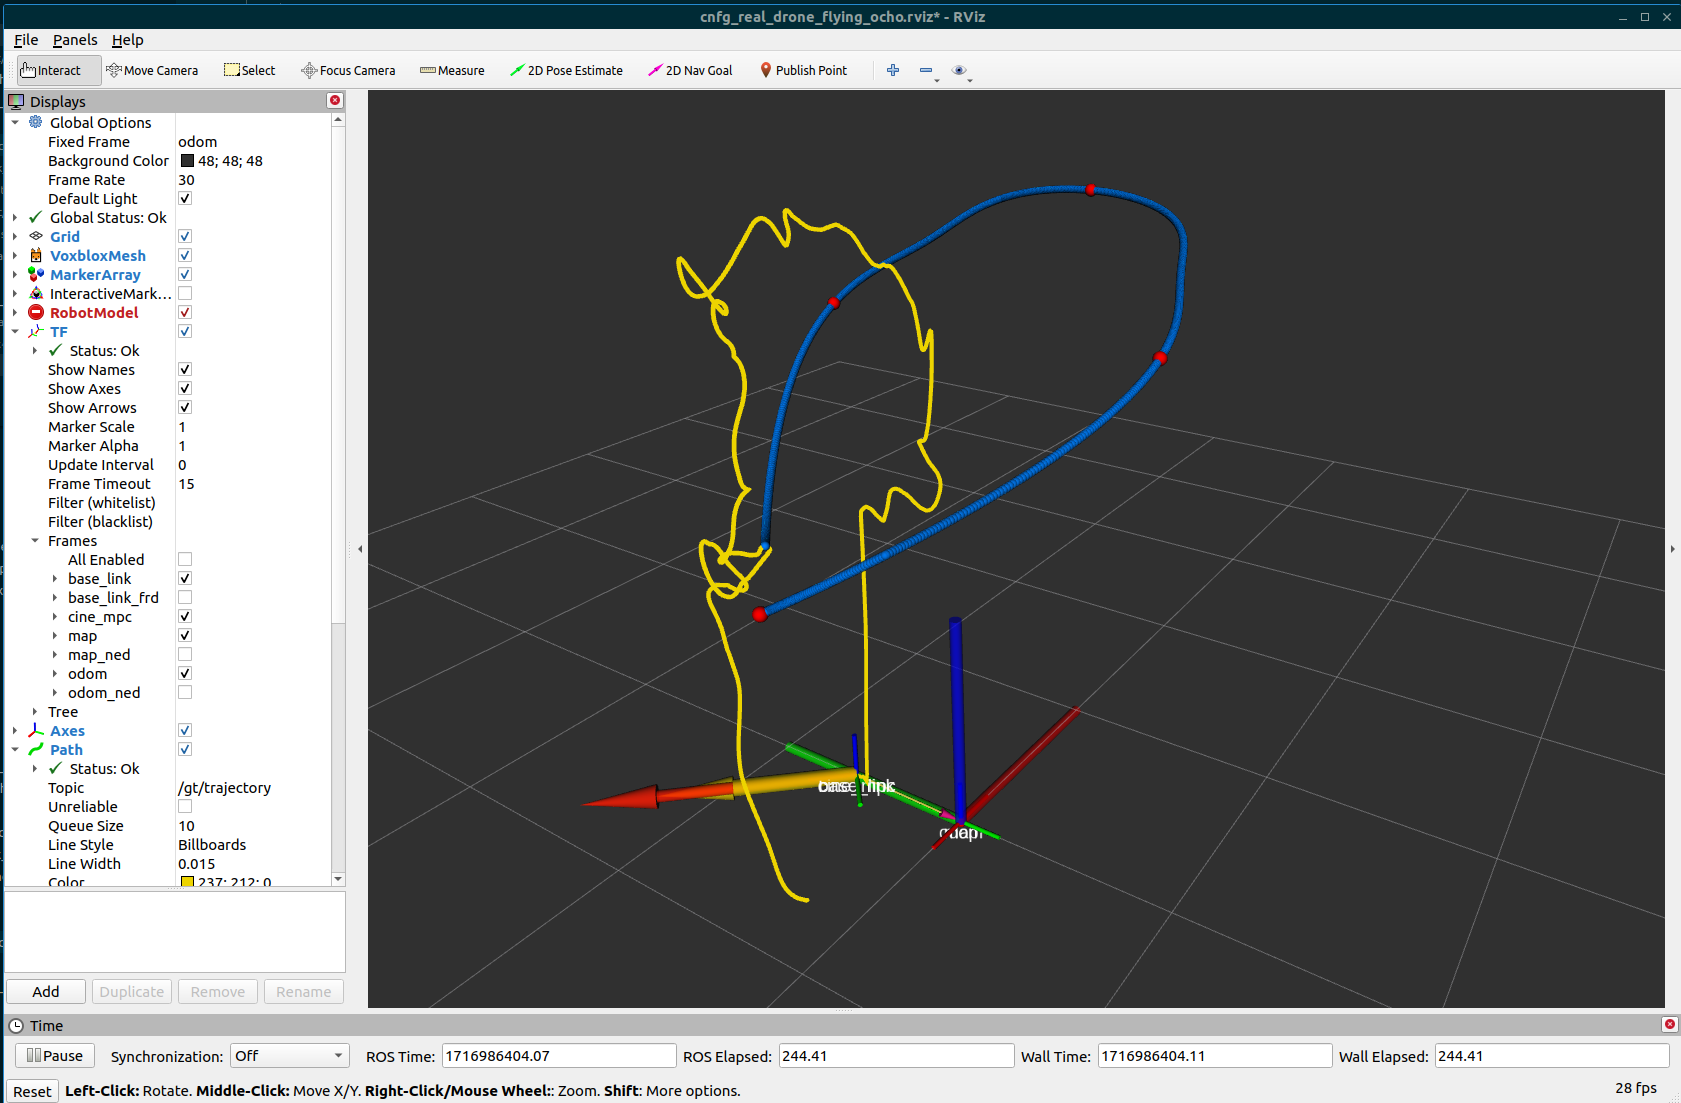 cnfg_real_drone_flying_ocho.rviz* - RViz
File Panels Help
Interact Move Camera Select Focus Camera Measure 2D Pose Estimate 2D Nav Goal Publish Point
Displays
Global Options
Fixed Frame odom
Background Color 48; 48; 48
Frame Rate 30
Default Light
Global Status: Ok
Grid
VoxbloxMesh
MarkerArray
InteractiveMark...
RobotModel
TF
Status: Ok
Show Names
Show Axes
Show Arrows
Marker Scale 1
Marker Alpha 1
Update Interval 0
Frame Timeout 15
Filter (whitelist)
Filter (blacklist)
Frames
All Enabled
base_link
base_link_frd
cine_mpc
map
map_ned
odom
odom_ned
Tree
Axes
Path
Status: Ok
Topic /gt/trajectory
Unreliable
Queue Size 10
Line Style Billboards
Line Width 0.015
Color 237; 212; 0
Add Duplicate Remove Rename
Time
Pause Synchronization: Off ROS Time: 1716986404.07 ROS Elapsed: 244.41 Wall Time: 1716986404.11 Wall Elapsed: 244.41
Reset Left-Click: Rotate. Middle-Click: Move X/Y. Right-Click/Mouse Wheel:: Zoom. Shift: More options. 28 fps